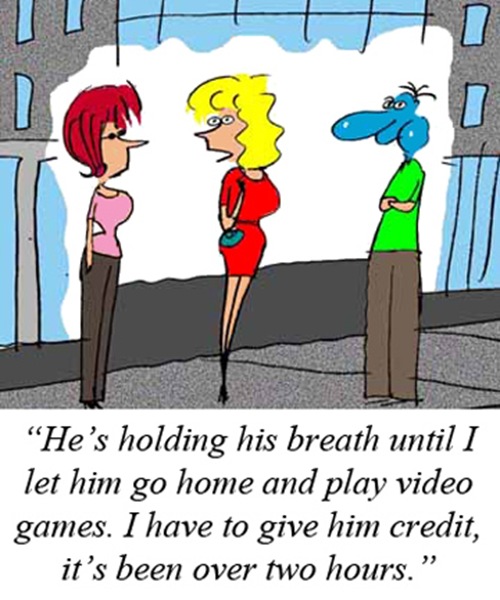 “He’s holding his breath until I
let him go home and play video
games. I have to give him credit,
it’s been over two hours.”